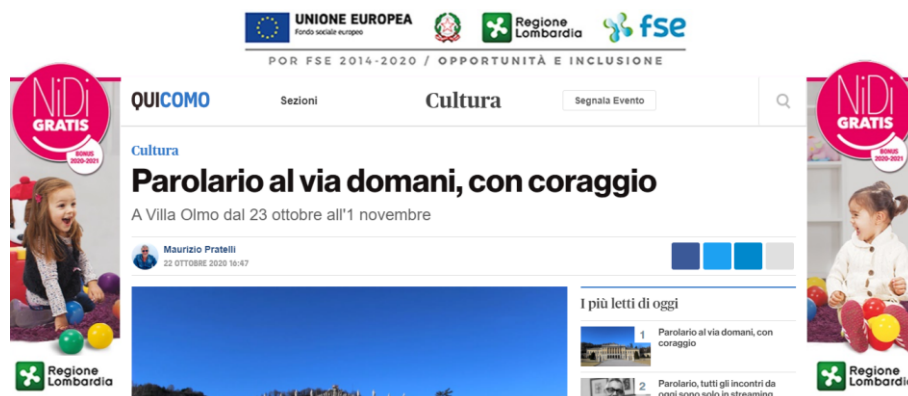 UNIONE EUROPEA
Fondo sociale europeo
Regione
Lombardia
fse
POR FSE 2014-2020 / OPPORTUNITÀ E INCLUSIONE
NiDi
GRATIS
BONUS
2020-2021
QUICOMO
Sezioni
Cultura
Segnala Evento
NiDi
GRATIS
BONUS
2020-2021
Cultura
Parolario al via domani, con coraggio
A Villa Olmo dal 23 ottobre all'1 novembre
Maurizio Pratelli
22 OTTOBRE 2020 16:47
I più letti di oggi
1
Parolario al via domani, con
coraggio
2
Parolario, tutti gli incontri da
oggi sono solo in streaming
Regione
Lombardia
Regione
Lombardia